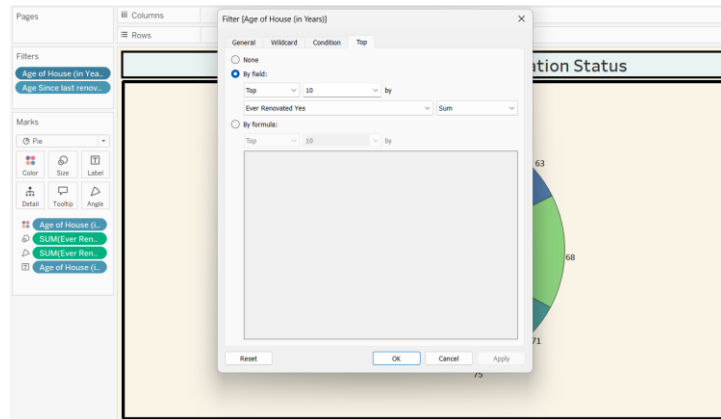 Pages
Columns
Rows
Filters
Age of House (in Yea..
Age Since last renov..
Marks
Pie
Color
Size
Label
Detail
Tooltip
Angle
Age of House (i..
SUM(Ever Ren..
SUM(Ever Ren..
Age of House (i..
Filter [Age of House (in Years)]
General Wildcard Condition Top
None
By field:
Top 10 by
Ever Renovated Yes Sum
By formula:
Top 10 by
Reset OK Cancel Apply
ation Status
63
68
71
75